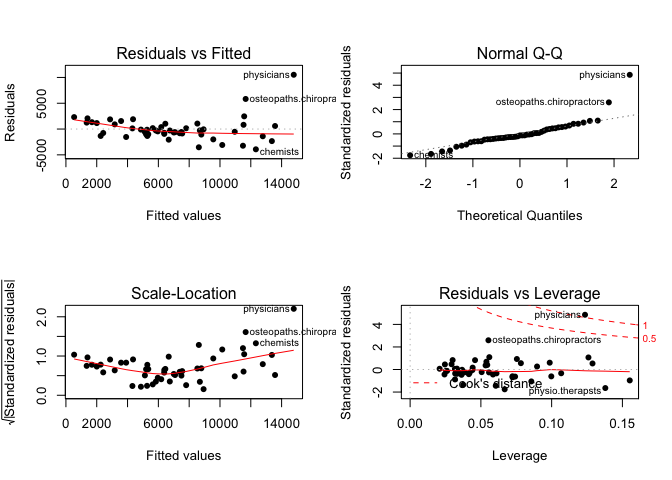 Residuals vs Fitted
Residuals
-5000
5000
physicians
osteopaths.chiropra
chemists
0 2000 6000 10000 14000
Fitted values
Normal Q-Q
Standardized residuals
-2 0 2 4
physicians
osteopaths.chiropractors
chemists
-2 -1 0 1 2
Theoretical Quantiles
Scale-Location
√|Standardized residuals|
0.0 1.0 2.0
physicians
osteopaths.chiropra
chemists
0 2000 6000 10000 14000
Fitted values
Residuals vs Leverage
Standardized residuals
-2 0 2 4
physicians
1
0.5
osteopaths.chiropractors
Cook's distance
physio.therapsts
0.00 0.05 0.10 0.15
Leverage